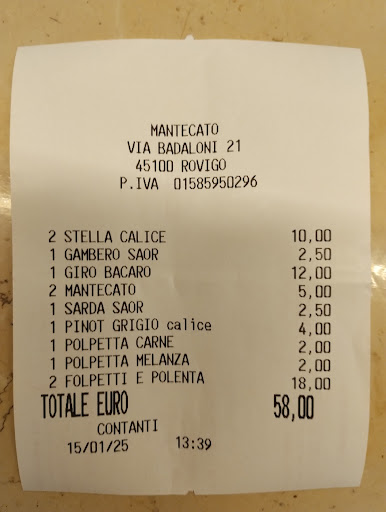 MANTECATO
VIA BADALONI 21
45100 ROVIGO
P.IVA 01585950296
2 STELLA CALICE 10,00
1 GAMBERO SAOR 2,50
1 GIRO BACARO 12,00
2 MANTECATO 5,00
1 SARDA SAOR 2,50
1 PINOT GRIGIO calice 4,00
1 POLPETTA CARNE 2,00
1 POLPETTA MELANZA 2,00
2 FOLPETTI E POLENTA 18,00
TOTALE EURO 58,00
CONTANTI
15/01/25 13:39